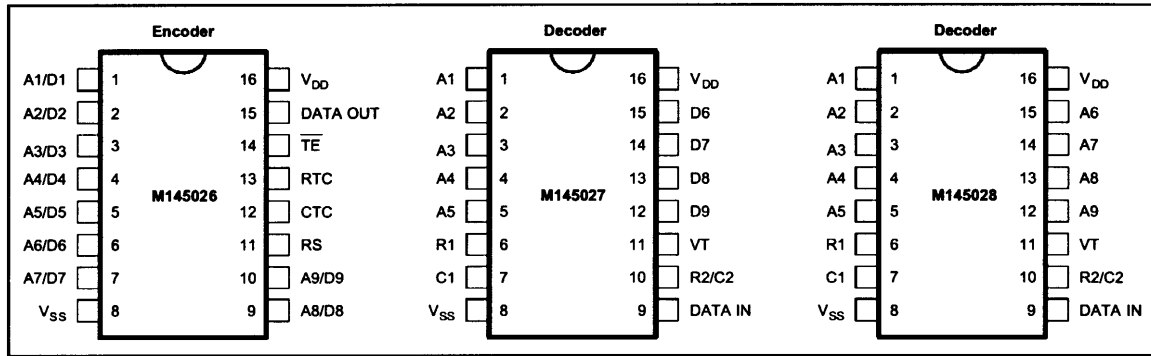 Encoder
A1/D1 1 16 VDD
A2/D2 2 15 DATA OUT
A3/D3 3 14 TE
A4/D4 4 13 RTC
M145026
A5/D5 5 12 CTC
A6/D6 6 11 RS
A7/D7 7 10 A9/D9
VSS 8 9 A8/D8
Decoder
A1 1 16 VDD
A2 2 15 D6
A3 3 14 D7
A4 4 13 D8
M145027
A5 5 12 D9
R1 6 11 VT
C1 7 10 R2/C2
VSS 8 9 DATA IN
Decoder
A1 1 16 VDD
A2 2 15 A6
A3 3 14 A7
A4 4 13 A8
M145028
A5 5 12 A9
R1 6 11 VT
C1 7 10 R2/C2
VSS 8 9 DATA IN